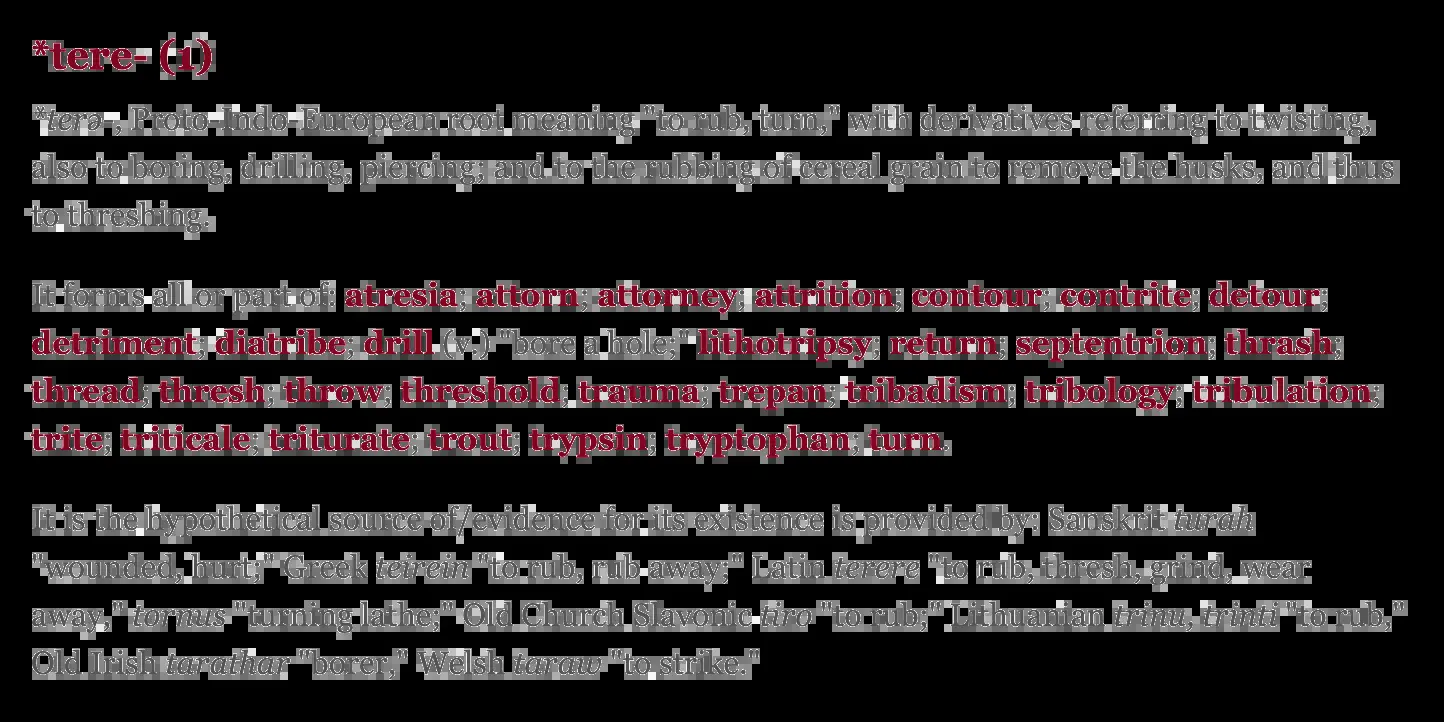 *tere- (1)
*terə-, Proto-Indo-European root meaning "to rub, turn," with derivatives referring to twisting,
also to boring, drilling, piercing; and to the rubbing of cereal grain to remove the husks, and thus
to threshing.
It forms all or part of: atresia; attorn; attorney; attrition; contour; contrite; detour;
detriment; diatribe; drill (v.) "bore a hole;" lithotripsy; return; septentrion; thrash;
thread; thresh; throw; threshold; trauma; trepan; tribadism; tribology; tribulation;
trite; triticale; triturate; trout; trypsin; tryptophan; turn.
It is the hypothetical source of/evidence for its existence is provided by: Sanskrit turah
"wounded, hurt;" Greek teirein "to rub, rub away;" Latin terere "to rub, thresh, grind, wear
away," tornus "turning lathe;" Old Church Slavonic tiro "to rub;" Lithuanian trinu, trinti "to rub,"
Old Irish tarathar "borer," Welsh taraw "to strike."